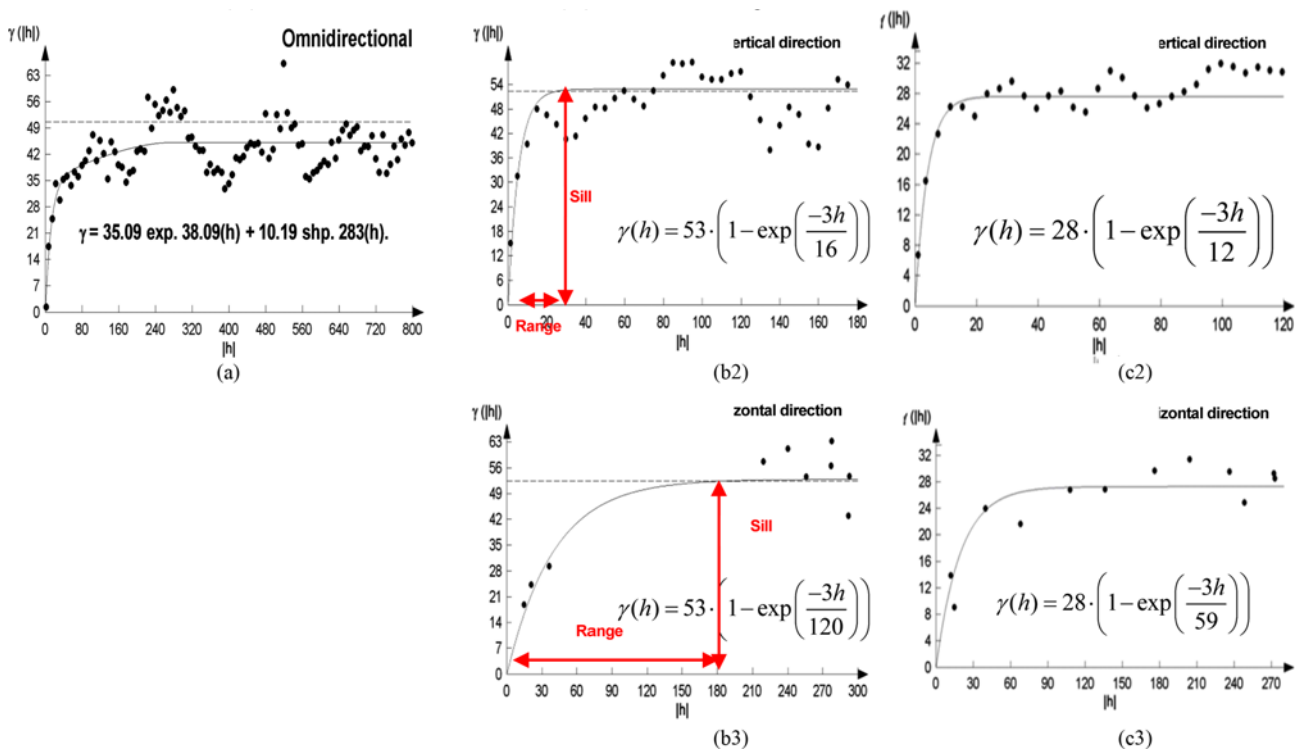 γ (|h|)
Omnidirectional
63
56
49
42
35
28
21
14
7
0
γ = 35.09 exp. 38.09(h) + 10.19 shp. 283(h).
0 80 160 240 320 400 480 560 640 720 800
|h|
(a)
γ (|h|)
ertical direction
54
48
42
36
30
24
18
12
6
0
Sill
γ(h) = 53·(1−exp(−3h/16))
Range
0 20 40 60 80 100 120 140 160 180
|h|
(b2)
γ (|h|)
ertical direction
32
28
24
20
16
12
8
4
0
γ(h) = 28·(1−exp(−3h/12))
0 20 40 60 80 100 120
|h|
(c2)
γ (|h|)
zontal direction
63
56
49
42
35
28
21
14
7
0
Sill
γ(h) = 53·(1−exp(−3h/120))
Range
0 30 60 90 120 150 180 210 240 270 300
|h|
(b3)
γ (|h|)
izontal direction
32
28
24
20
16
12
8
4
0
γ(h) = 28·(1−exp(−3h/59))
0 30 60 90 120 150 180 210 240 270
|h|
(c3)